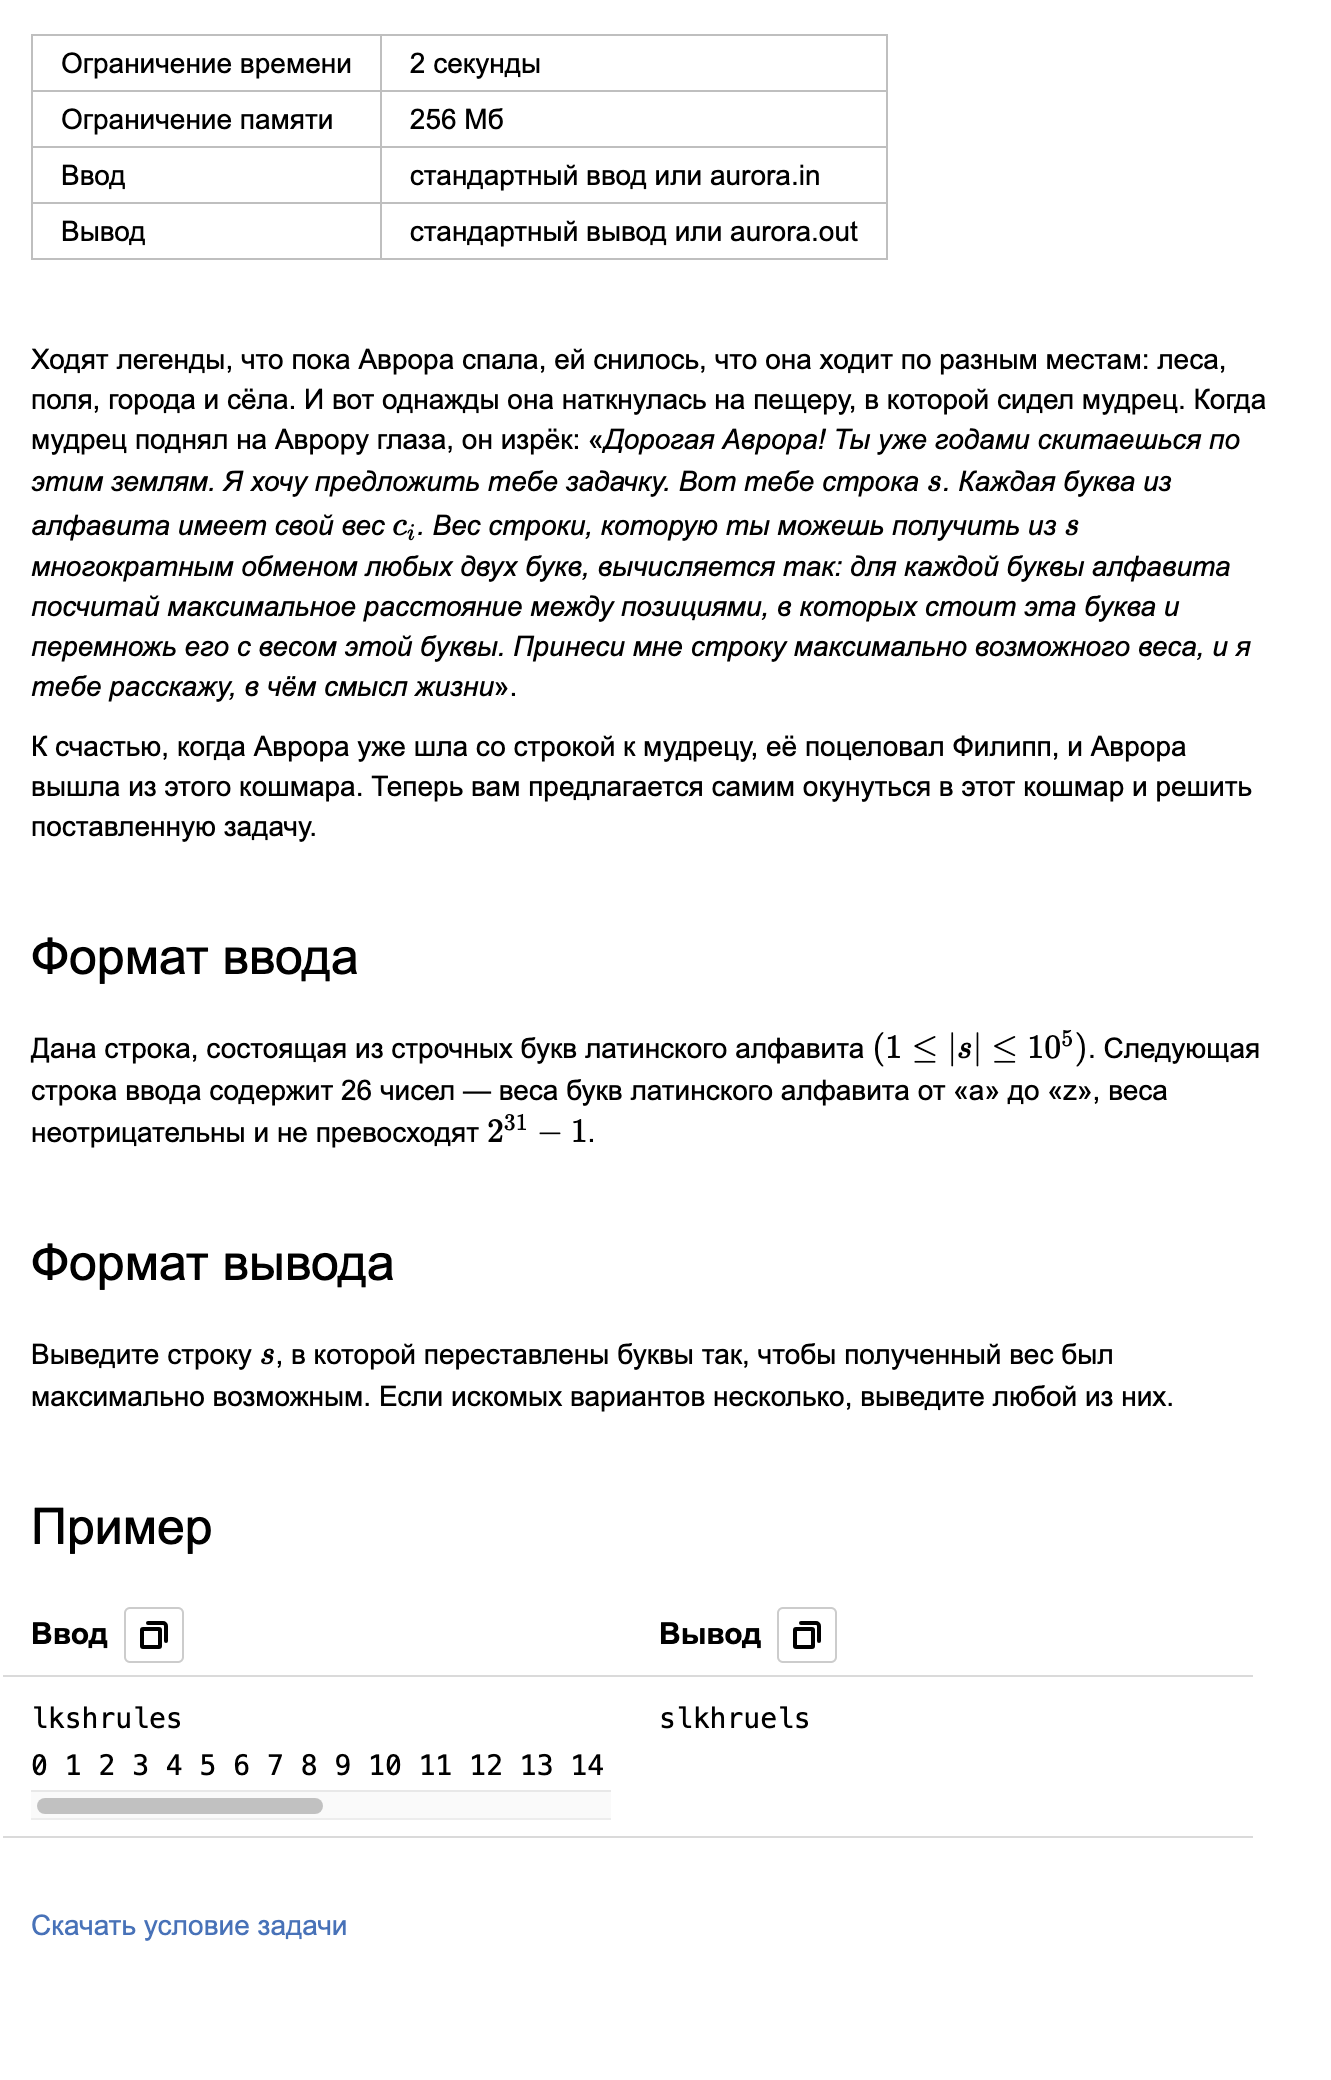 Ограничение времени 2 секунды
Ограничение памяти 256 Мб
Ввод стандартный ввод или aurora.in
Вывод стандартный вывод или aurora.out
Ходят легенды, что пока Аврора спала, ей снилось, что она ходит по разным местам: леса,
поля, города и сёла. И вот однажды она наткнулась на пещеру, в которой сидел мудрец. Когда
мудрец поднял на Аврору глаза, он изрёк: «Дорогая Аврора! Ты уже годами скитаешься по
этим землям. Я хочу предложить тебе задачку. Вот тебе строка s. Каждая буква из
алфавита имеет свой вес cᵢ. Вес строки, которую ты можешь получить из s
многократным обменом любых двух букв, вычисляется так: для каждой буквы алфавита
посчитай максимальное расстояние между позициями, в которых стоит эта буква и
перемножь его с весом этой буквы. Принеси мне строку максимально возможного веса, и я
тебе расскажу, в чём смысл жизни».
К счастью, когда Аврора уже шла со строкой к мудрецу, её поцеловал Филипп, и Аврора
вышла из этого кошмара. Теперь вам предлагается самим окунуться в этот кошмар и решить
поставленную задачу.
Формат ввода
Дана строка, состоящая из строчных букв латинского алфавита (1 ≤ |s| ≤ 10⁵). Следующая
строка ввода содержит 26 чисел — веса букв латинского алфавита от «a» до «z», веса
неотрицательны и не превосходят 2³¹ − 1.
Формат вывода
Выведите строку s, в которой переставлены буквы так, чтобы полученный вес был
максимально возможным. Если искомых вариантов несколько, выведите любой из них.
Пример
Ввод Вывод
lkshrules slkhruels
0 1 2 3 4 5 6 7 8 9 10 11 12 13 14
Скачать условие задачи